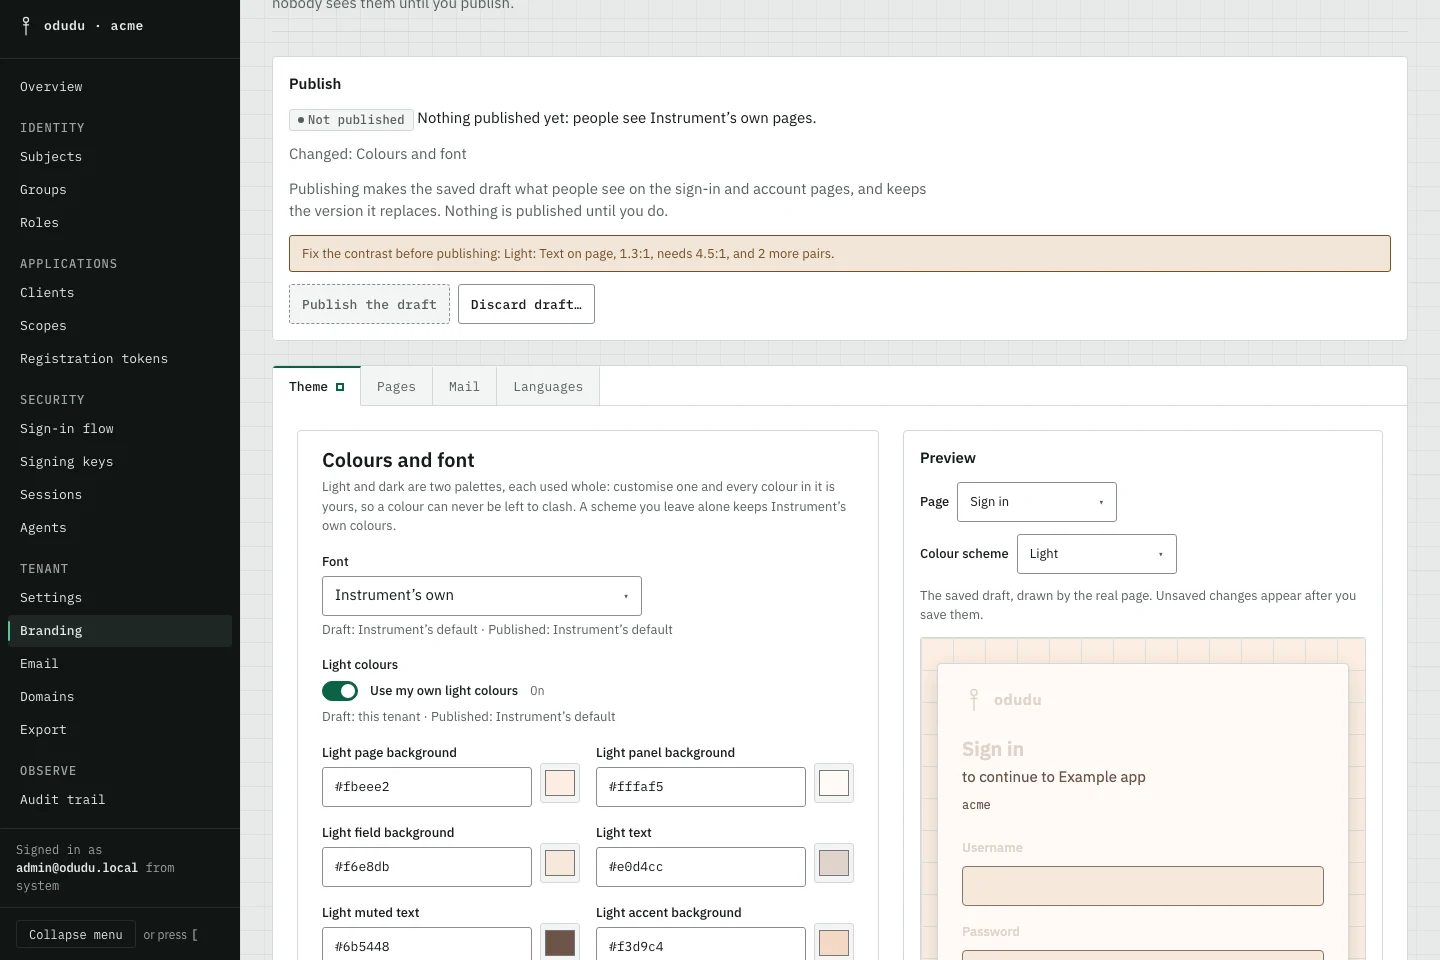 odudu · acme
nobody sees them until you publish.
Overview
IDENTITY
Subjects
Groups
Roles
APPLICATIONS
Clients
Scopes
Registration tokens
SECURITY
Sign-in flow
Signing keys
Sessions
Agents
TENANT
Settings
Branding
Email
Domains
Export
OBSERVE
Audit trail
Signed in as
admin@odudu.local from
system
Collapse menu or press [
Publish
Not published Nothing published yet: people see Instrument’s own pages.
Changed: Colours and font
Publishing makes the saved draft what people see on the sign-in and account pages, and keeps
the version it replaces. Nothing is published until you do.
Fix the contrast before publishing: Light: Text on page, 1.3:1, needs 4.5:1, and 2 more pairs.
Publish the draft Discard draft…
Theme Pages Mail Languages
Colours and font
Light and dark are two palettes, each used whole: customise one and every colour in it is
yours, so a colour can never be left to clash. A scheme you leave alone keeps Instrument’s
own colours.
Font
Instrument’s own
Draft: Instrument’s default · Published: Instrument’s default
Light colours
Use my own light colours On
Draft: this tenant · Published: Instrument’s default
Light page background Light panel background
#fbeee2 #fffaf5
Light field background Light text
#f6e8db #e0d4cc
Light muted text Light accent background
#6b5448 #f3d9c4
Preview
Page Sign in
Colour scheme Light
The saved draft, drawn by the real page. Unsaved changes appear after you
save them.
odudu
Sign in
to continue to Example app
acme
Username
Password